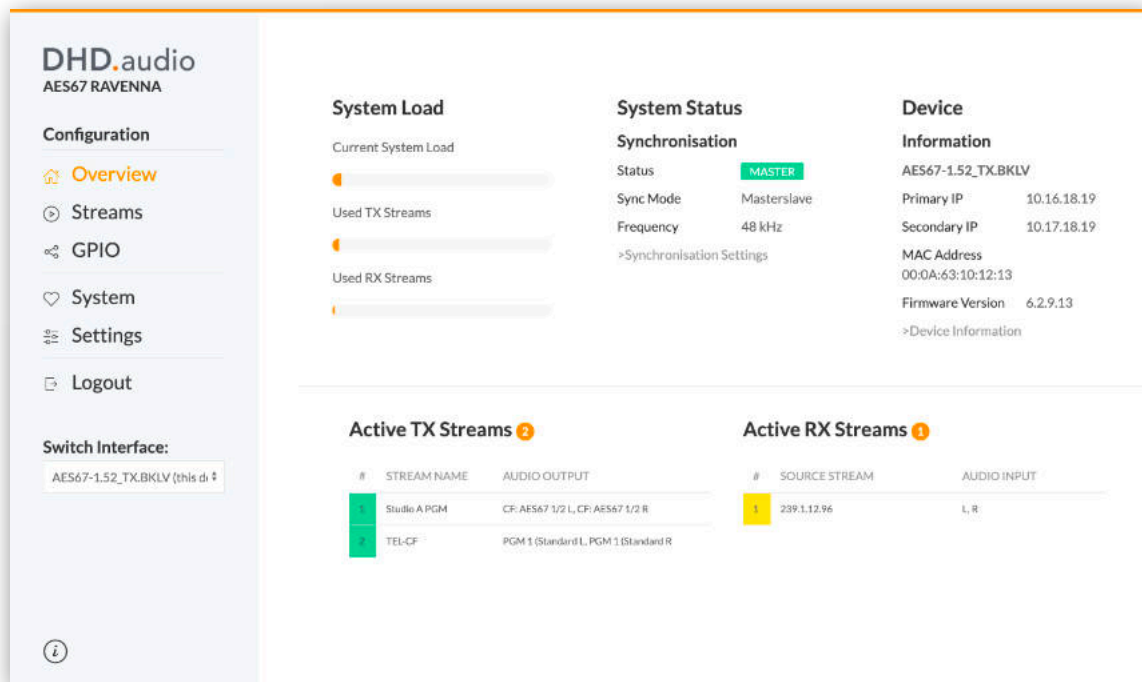 DHD.audio
AES67 RAVENNA
Configuration
Overview
Streams
GPIO
System
Settings
Logout
Switch Interface:
AES67-1.52_TX.BKLV (this d
i
System Load
Current System Load
Used TX Streams
Used RX Streams
System Status
Synchronisation
Status MASTER
Sync Mode Masterslave
Frequency 48 kHz
>Synchronisation Settings
Device
Information
AES67-1.52_TX.BKLV
Primary IP 10.16.18.19
Secondary IP 10.17.18.19
MAC Address
00:0A:63:10:12:13
Firmware Version 6.2.9.13
>Device Information
Active TX Streams 2
# STREAM NAME AUDIO OUTPUT
1 Studio A PGM CF: AES67 1/2 L, CF: AES67 1/2 R
2 TEL-CF PGM 1 (Standard L, PGM 1 (Standard R
Active RX Streams 1
# SOURCE STREAM AUDIO INPUT
1 239.1.12.96 L, R